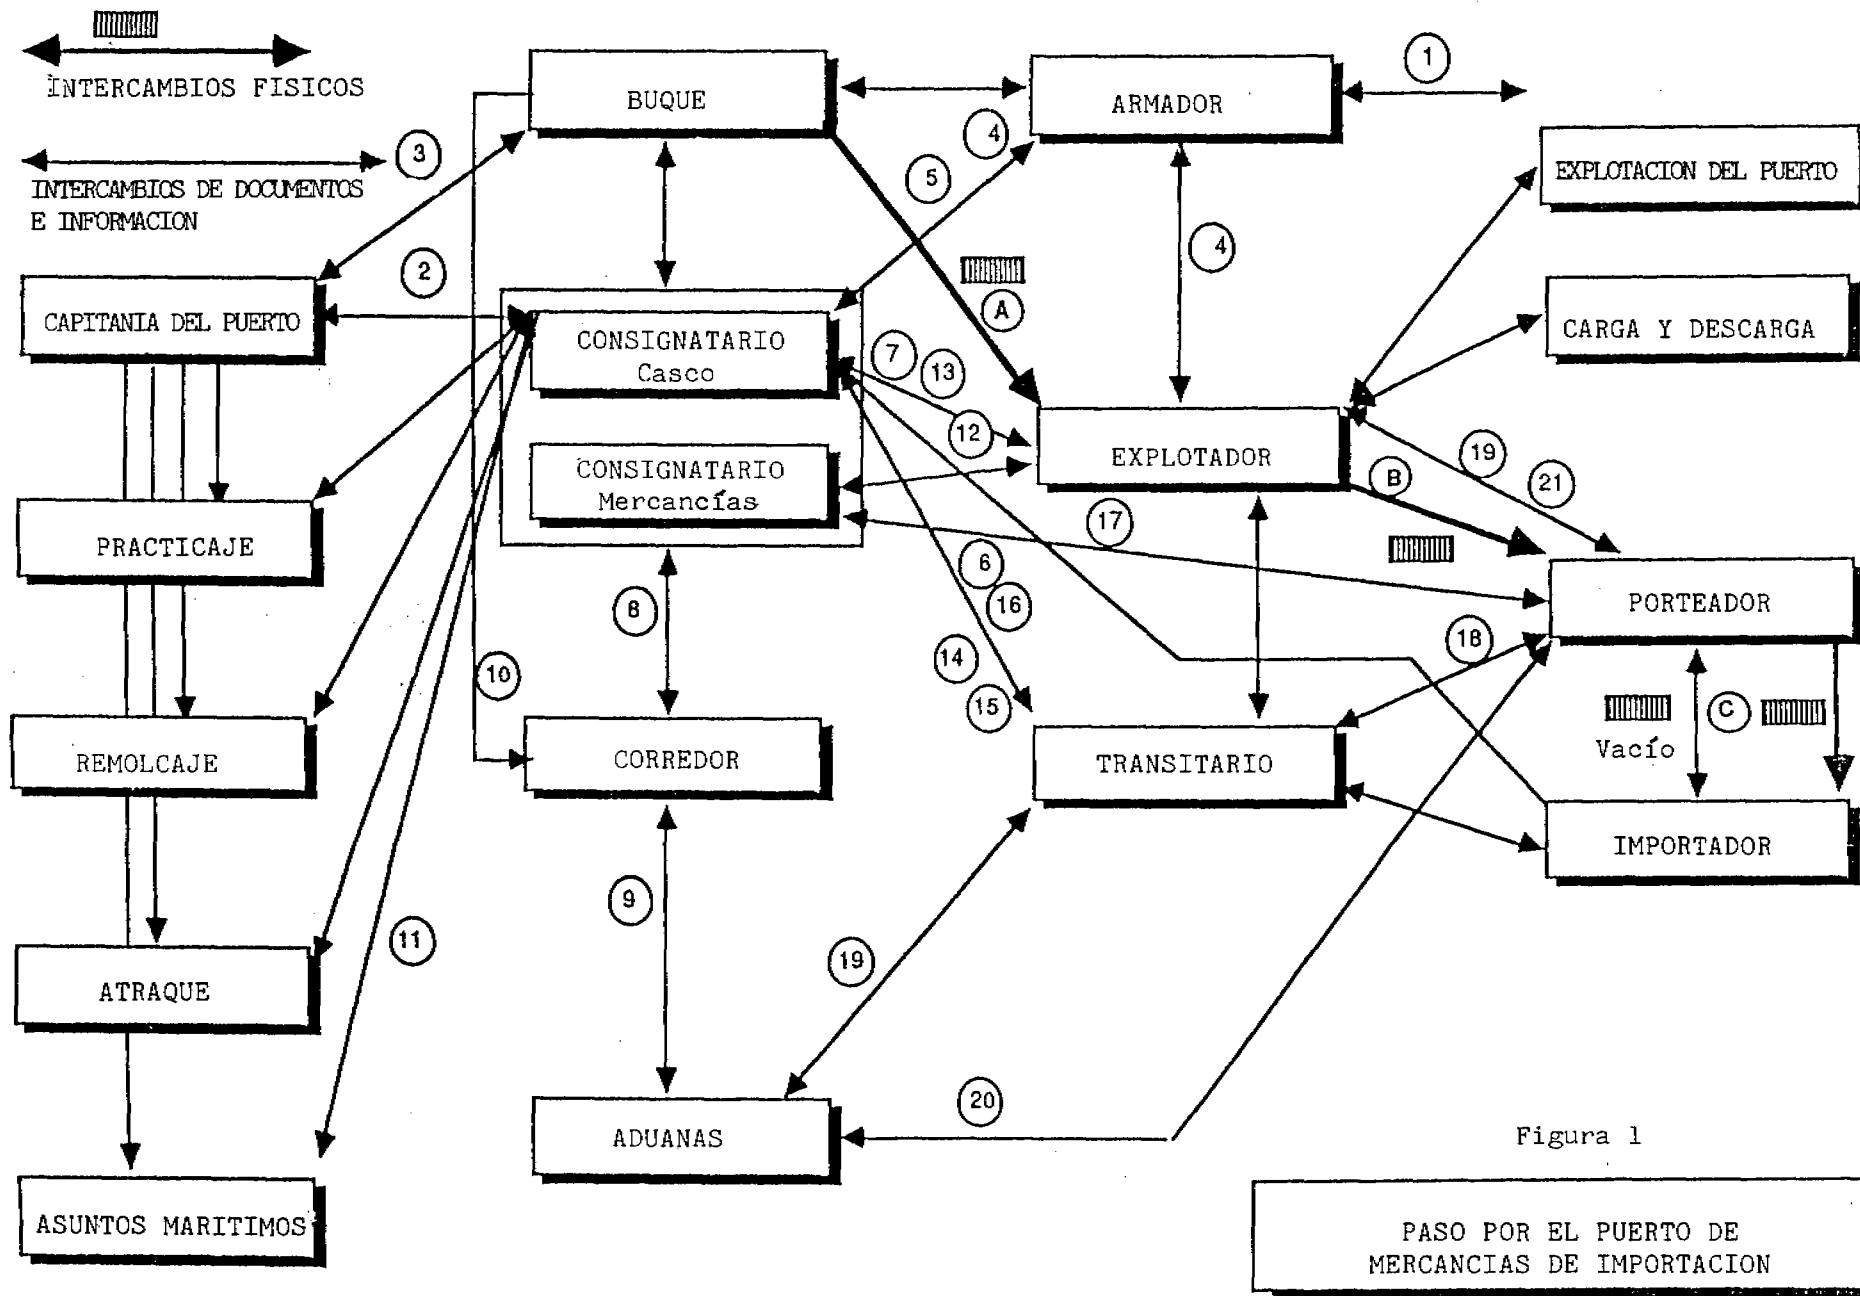 INTERCAMBIOS FISICOS
INTERCAMBIOS DE DOCUMENTOS
E INFORMACION
BUQUE
ARMADOR
1
4
3
5
EXPLOTACION DEL PUERTO
2
4
CAPITANIA DEL PUERTO
A
CONSIGNATARIO
Casco
CARGA Y DESCARGA
7
13
12
CONSIGNATARIO
Mercancías
EXPLOTADOR
19
B
21
17
PRACTICAJE
6
16
8
PORTEADOR
18
14
15
10
C
Vacío
REMOLCAJE
CORREDOR
TRANSITARIO
IMPORTADOR
9
11
19
ATRAQUE
20
ADUANAS
Figura 1
ASUNTOS MARITIMOS
PASO POR EL PUERTO DE
MERCANCIAS DE IMPORTACION